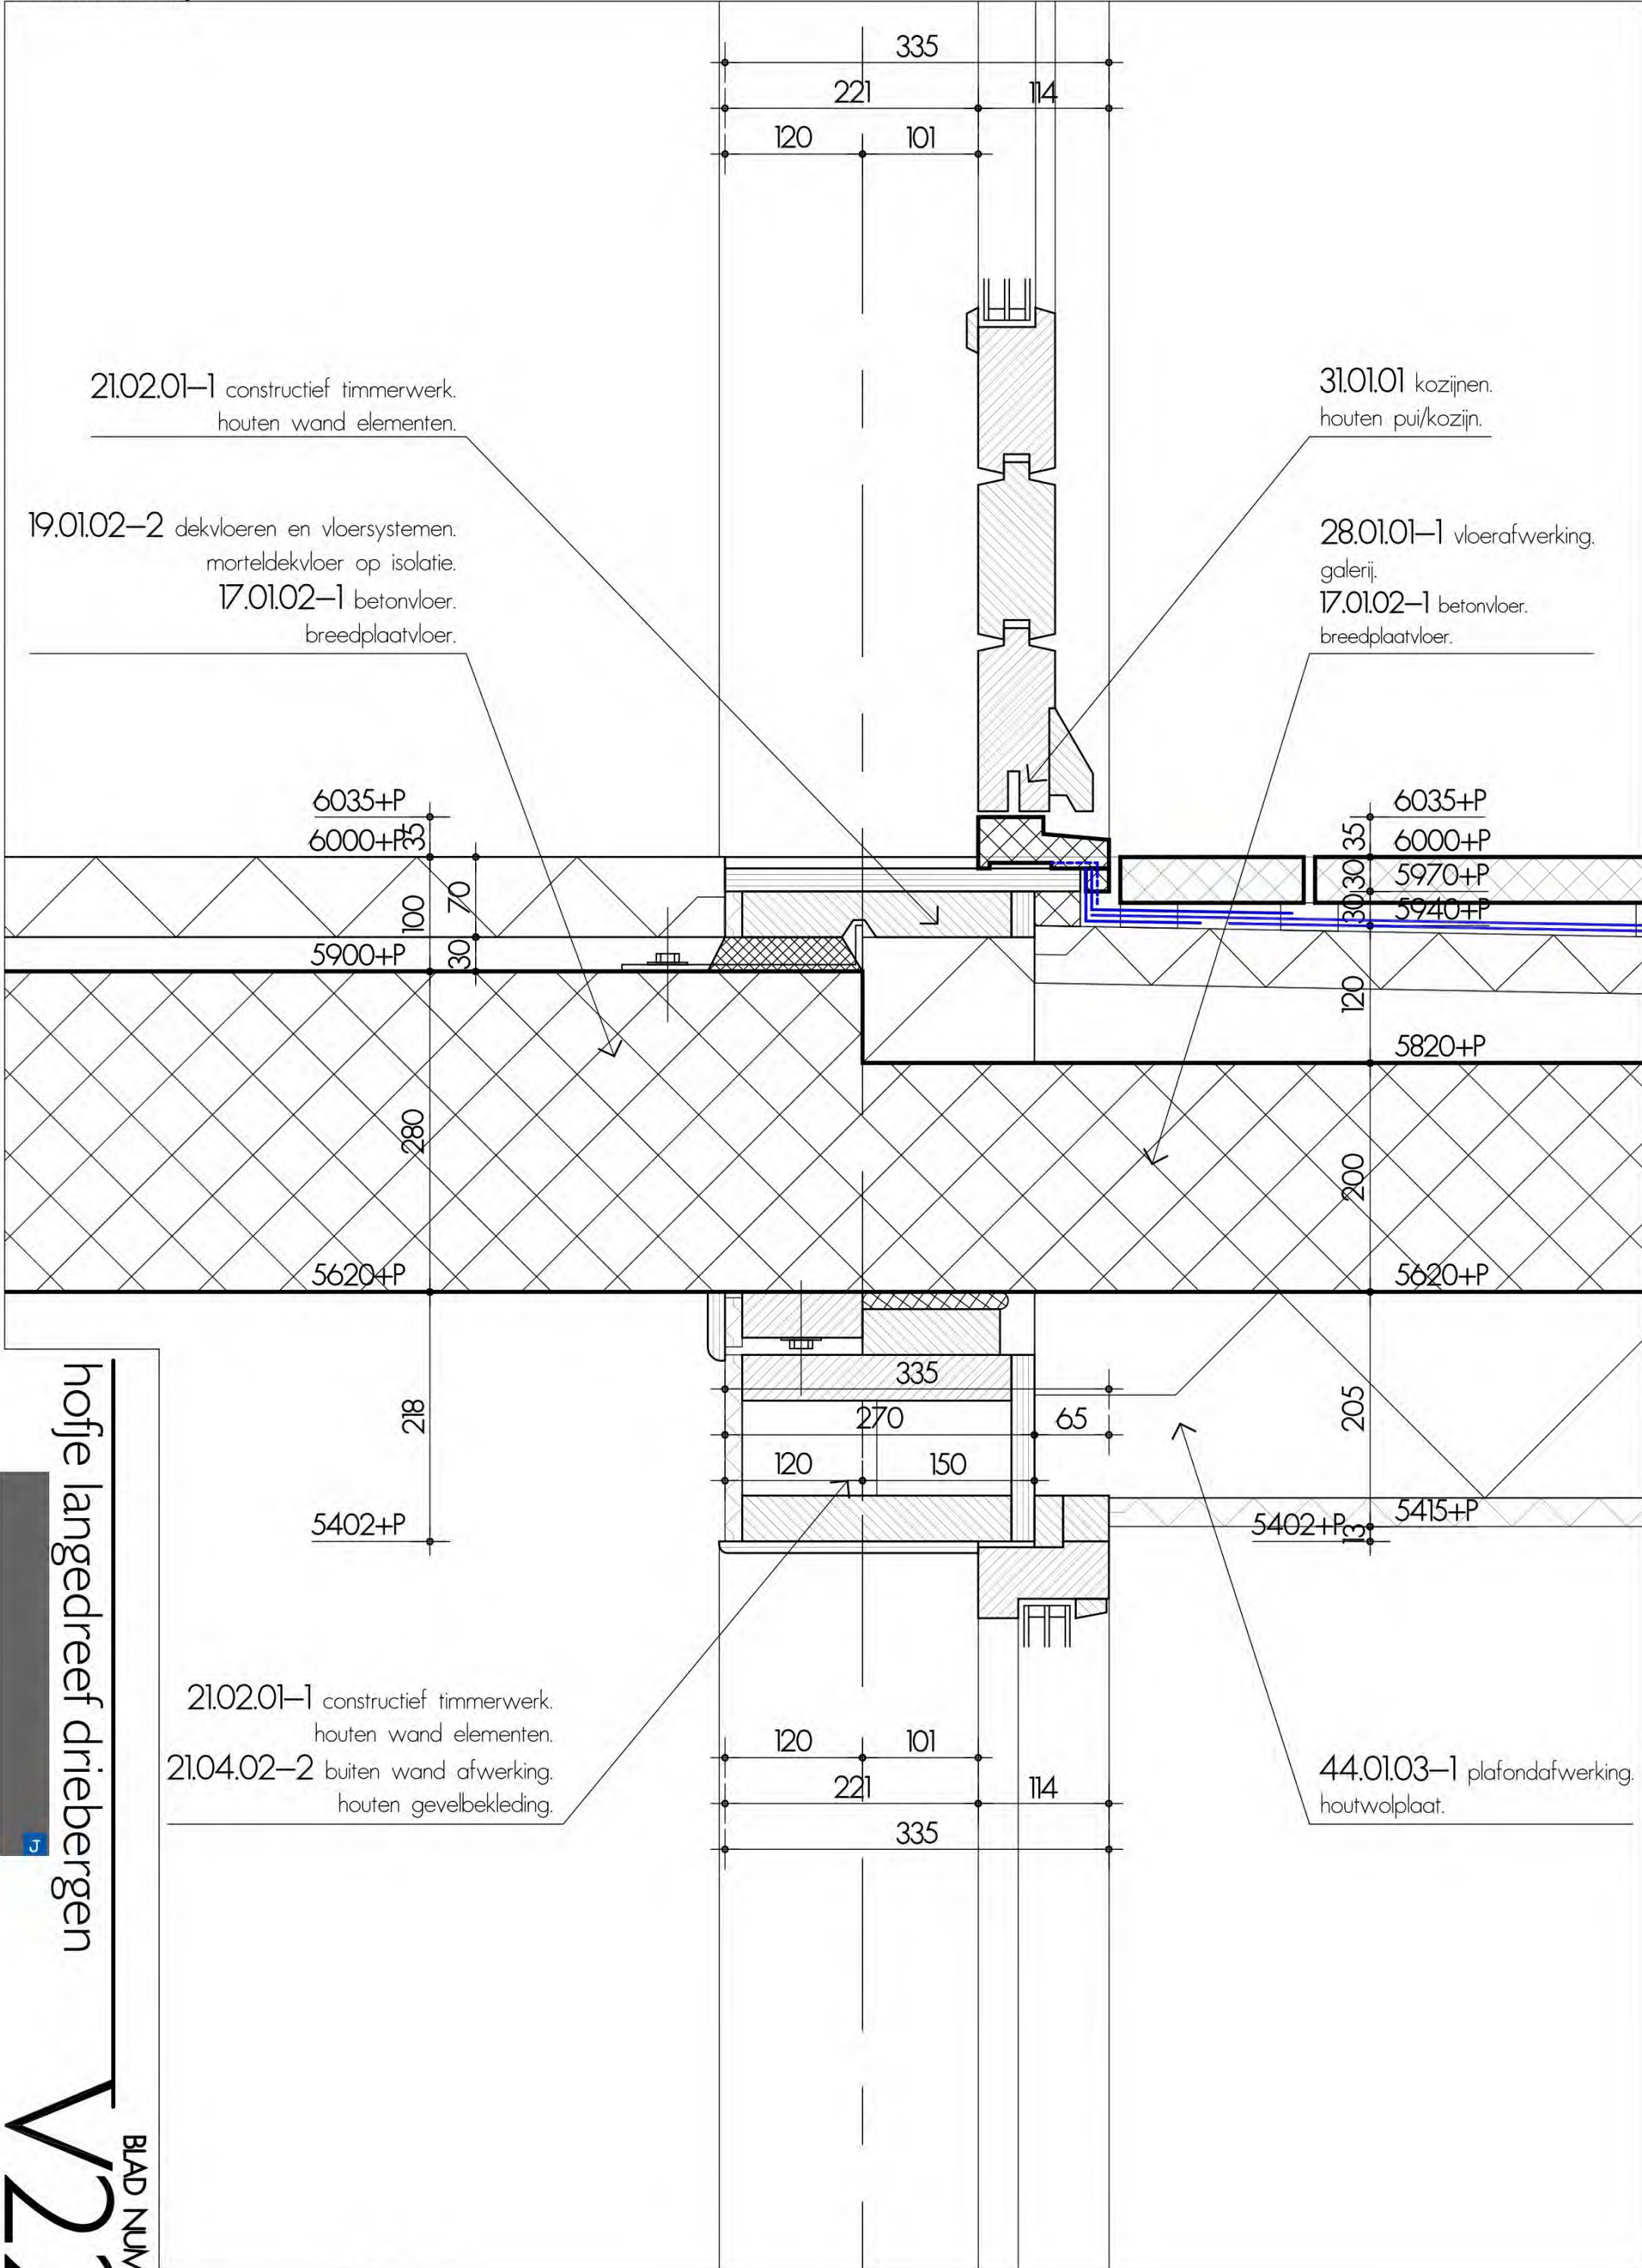 335
221 114
120 101
21.02.01-1 constructief timmerwerk.
houten wand elementen.
31.01.01 kozijnen.
houten pui/kozijn.
19.01.02-2 dekvloeren en vloersystemen.
morteldekvloer op isolatie.
17.01.02-1 betonvloer.
breedplaatvloer.
28.01.01-1 vloerafwerking.
galerij.
17.01.02-1 betonvloer.
breedplaatvloer.
6035+P
6000+P
35
100
70
30
5900+P
280
5620+P
218
5402+P
6035+P
35
6000+P
30
5970+P
30
5940+P
120
5820+P
200
5620+P
205
5415+P
5402+P
13
335
270 65
120 150
21.02.01-1 constructief timmerwerk.
houten wand elementen.
21.04.02-2 buiten wand afwerking.
houten gevelbekleding.
44.01.03-1 plafondafwerking.
houtwolplaat.
120 101
221 114
335
hofje langedreef driebergen
J